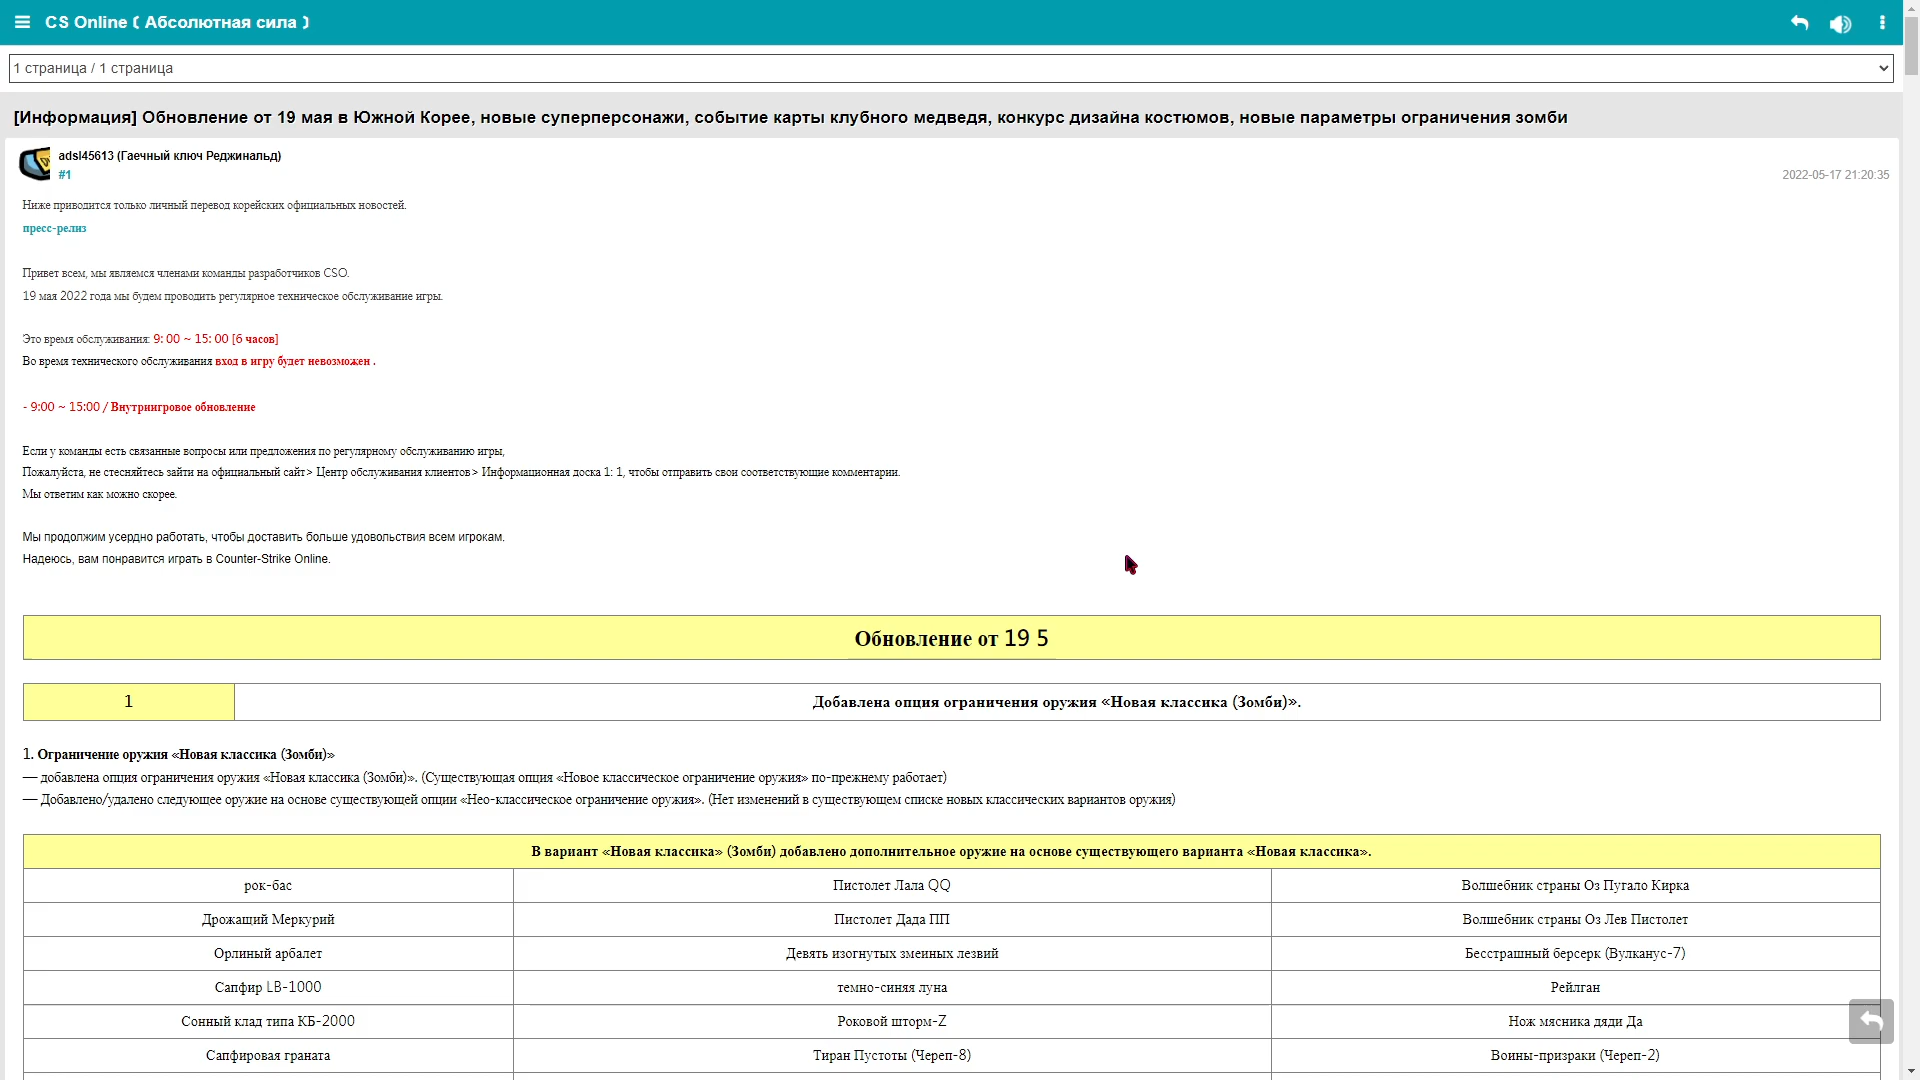 CS Online ( Абсолютная сила )
1 страница / 1 страница
[Информация] Обновление от 19 мая в Южной Корее, новые суперперсонажи, событие карты клубного медведя, конкурс дизайна костюмов, новые параметры ограничения зомби
adsl45613 (Гаечный ключ Реджинальд)
#1
2022-05-17 21:20:35
Ниже приводится только личный перевод корейских официальных новостей.
пресс-релиз
Привет всем, мы являемся членами команды разработчиков CSO.
19 мая 2022 года мы будем проводить регулярное техническое обслуживание игры.
Это время обслуживания: 9: 00 ~ 15: 00 [6 часов]
Во время технического обслуживания вход в игру будет невозможен .
- 9:00 ~ 15:00 / Внутриигровое обновление
Если у команды есть связанные вопросы или предложения по регулярному обслуживанию игры,
Пожалуйста, не стесняйтесь зайти на официальный сайт> Центр обслуживания клиентов> Информационная доска 1: 1, чтобы отправить свои соответствующие комментарии.
Мы ответим как можно скорее.
Мы продолжим усердно работать, чтобы доставить больше удовольствия всем игрокам.
Надеюсь, вам понравится играть в Counter-Strike Online.
Обновление от 19 5
1 Добавлена опция ограничения оружия «Новая классика (Зомби)».
1. Ограничение оружия «Новая классика (Зомби)»
— добавлена опция ограничения оружия «Новая классика (Зомби)». (Существующая опция «Новое классическое ограничение оружия» по-прежнему работает)
— Добавлено/удалено следующее оружие на основе существующей опции «Нео-классическое ограничение оружия». (Нет изменений в существующем списке новых классических вариантов оружия)
В вариант «Новая классика» (Зомби) добавлено дополнительное оружие на основе существующего варианта «Новая классика».
рок-бас Пистолет Лала QQ Волшебник страны Оз Пугало Кирка
Дрожащий Меркурий Пистолет Дада ПП Волшебник страны Оз Лев Пистолет
Орлиный арбалет Девять изогнутых змеиных лезвий Бесстрашный берсерк (Вулканус-7)
Сапфир LB-1000 темно-синяя луна Рейлган
Сонный клад типа КБ-2000 Роковой шторм-Z Нож мясника дяди Да
Сапфировая граната Тиран Пустоты (Череп-8) Воины-призраки (Череп-2)